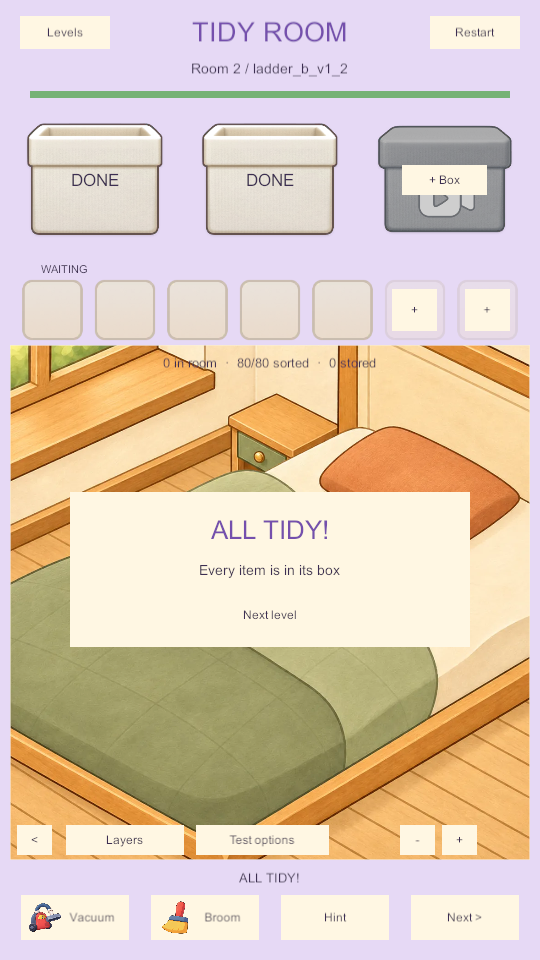 Levels
TIDY ROOM
Restart
Room 2 / ladder_b_v1_2
DONE
DONE
+ Box
WAITING
+
+
0 in room · 80/80 sorted · 0 stored
ALL TIDY!
Every item is in its box
Next level
<
Layers
Test options
-
+
ALL TIDY!
Vacuum
Broom
Hint
Next >